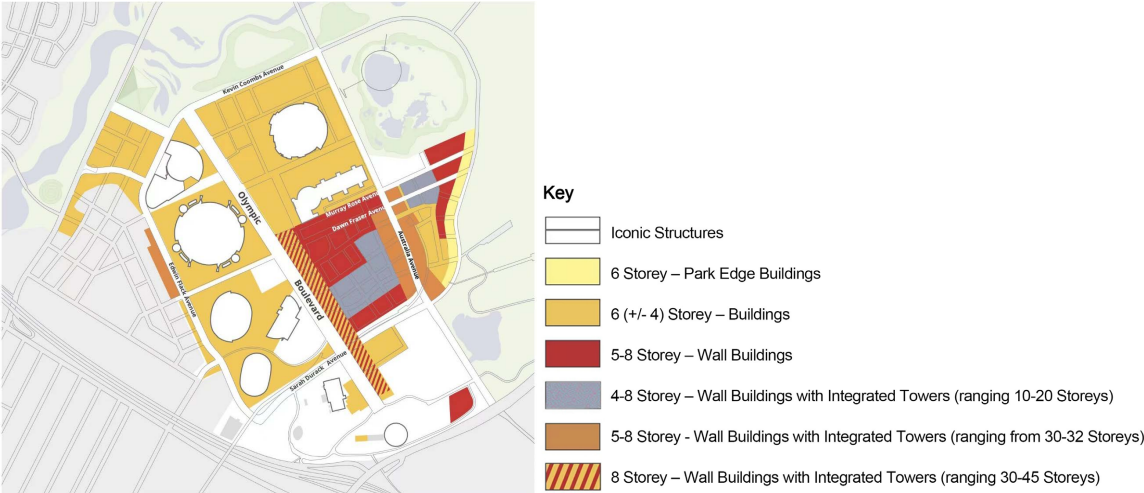 Kevin Coombs Avenue
Olympic
Murray Rose Avenue
Dawn Fraser Avenue
Australia Avenue
Edwin Flack Avenue
Boulevard
Sarah Durack Avenue
Key
Iconic Structures
6 Storey – Park Edge Buildings
6 (+/- 4) Storey – Buildings
5-8 Storey – Wall Buildings
4-8 Storey – Wall Buildings with Integrated Towers (ranging 10-20 Storeys)
5-8 Storey - Wall Buildings with Integrated Towers (ranging from 30-32 Storeys)
8 Storey – Wall Buildings with Integrated Towers (ranging 30-45 Storeys)